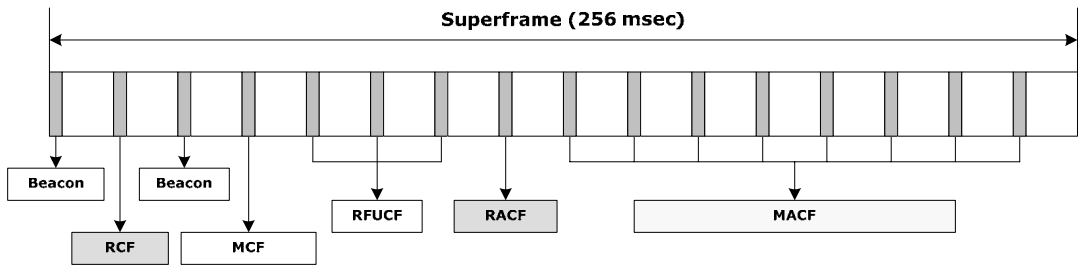 Superframe (256 msec)
Beacon
Beacon
RFUCF
RACF
MACF
RCF
MCF